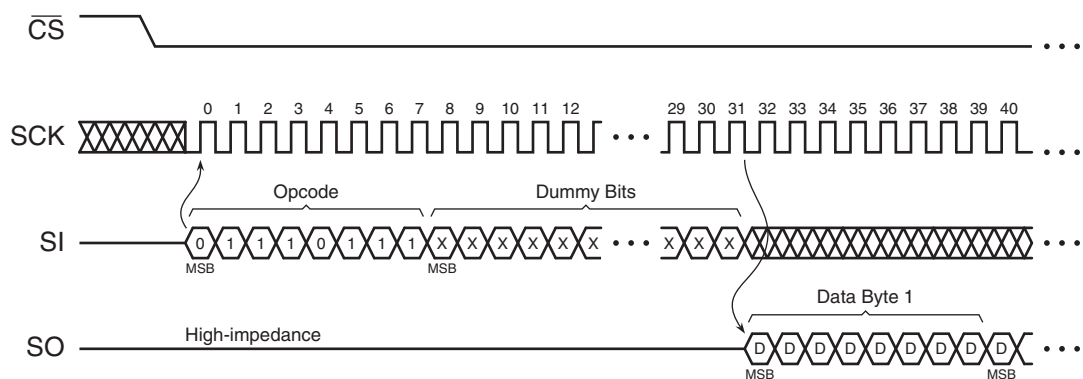 CS
0 1 2 3 4 5 6 7 8 9 10 11 12 29 30 31 32 33 34 35 36 37 38 39 40
SCK
Opcode Dummy Bits
SI 0 1 1 1 0 1 1 1 X X X X X X X X X
MSB MSB
Data Byte 1
High-impedance
SO D D D D D D D D D
MSB MSB